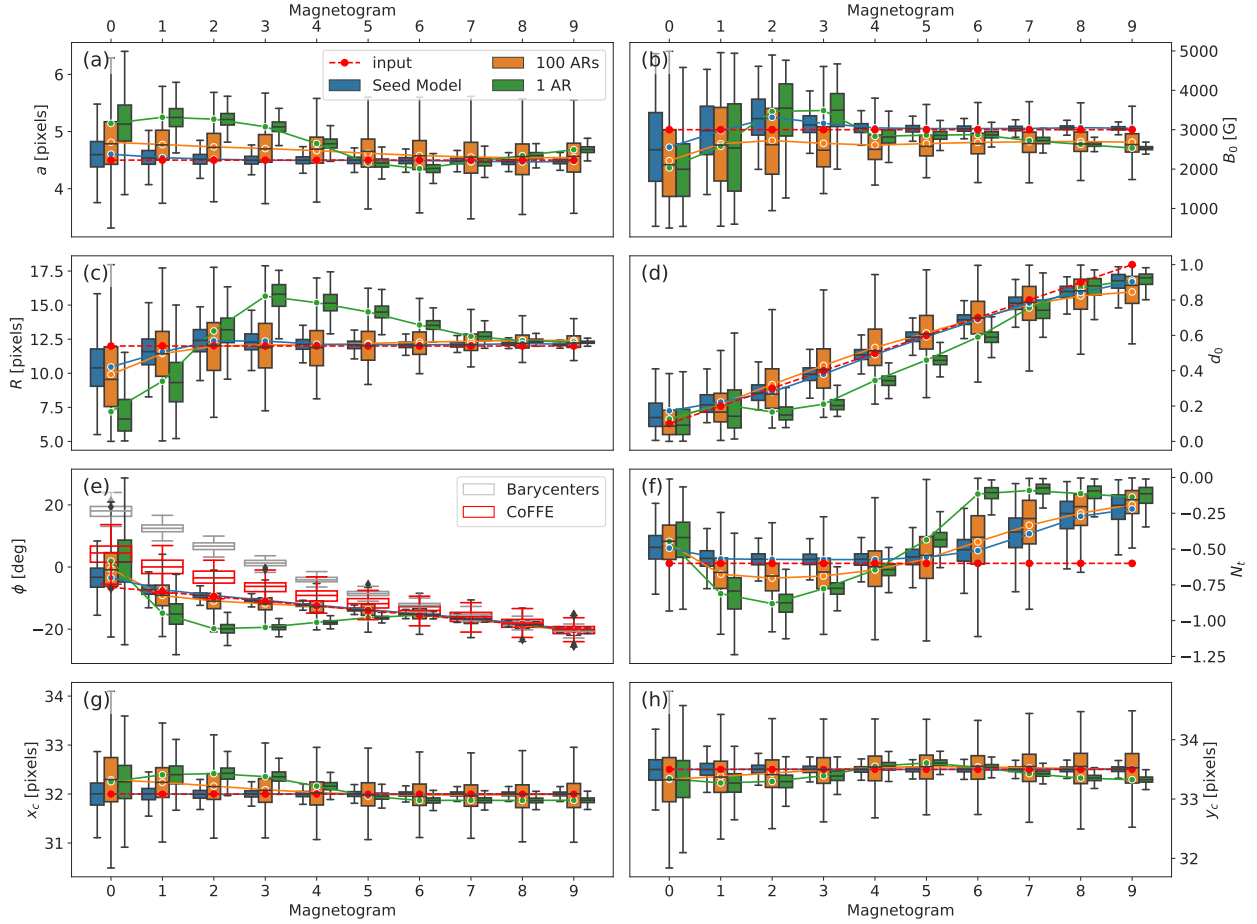 Magnetogram
Magnetogram
0 1 2 3 4 5 6 7 8 9
0 1 2 3 4 5 6 7 8 9
(a)
input
Seed Model
100 ARs
1 AR
6
5
4
a [pixels]
(b)
5000
4000
3000
2000
1000
B₀ [G]
(c)
17.5
15.0
12.5
10.0
7.5
5.0
R [pixels]
(d)
1.0
0.8
0.6
0.4
0.2
0.0
d₀
(e)
Barycenters
CoFFE
20
0
−20
ϕ [deg]
(f)
0.00
−0.25
−0.50
−0.75
−1.00
−1.25
Nₜ
(g)
34
33
32
31
x_c [pixels]
(h)
34
33
32
y_c [pixels]
0 1 2 3 4 5 6 7 8 9
0 1 2 3 4 5 6 7 8 9
Magnetogram
Magnetogram